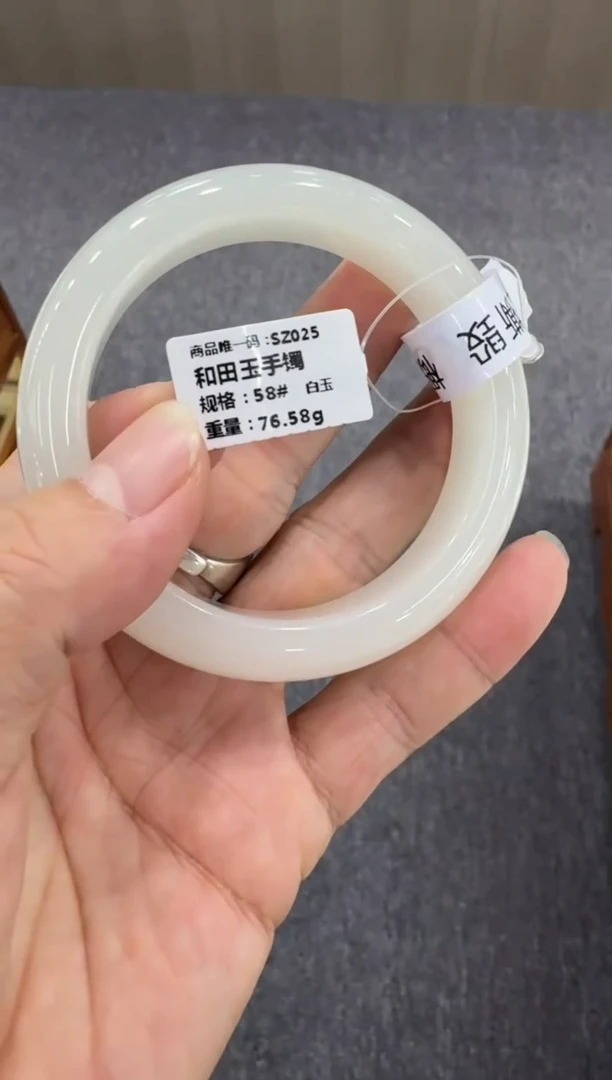 商品唯一码:SZ025
和田玉手镯
规格:58# 白玉
重量:76.58g